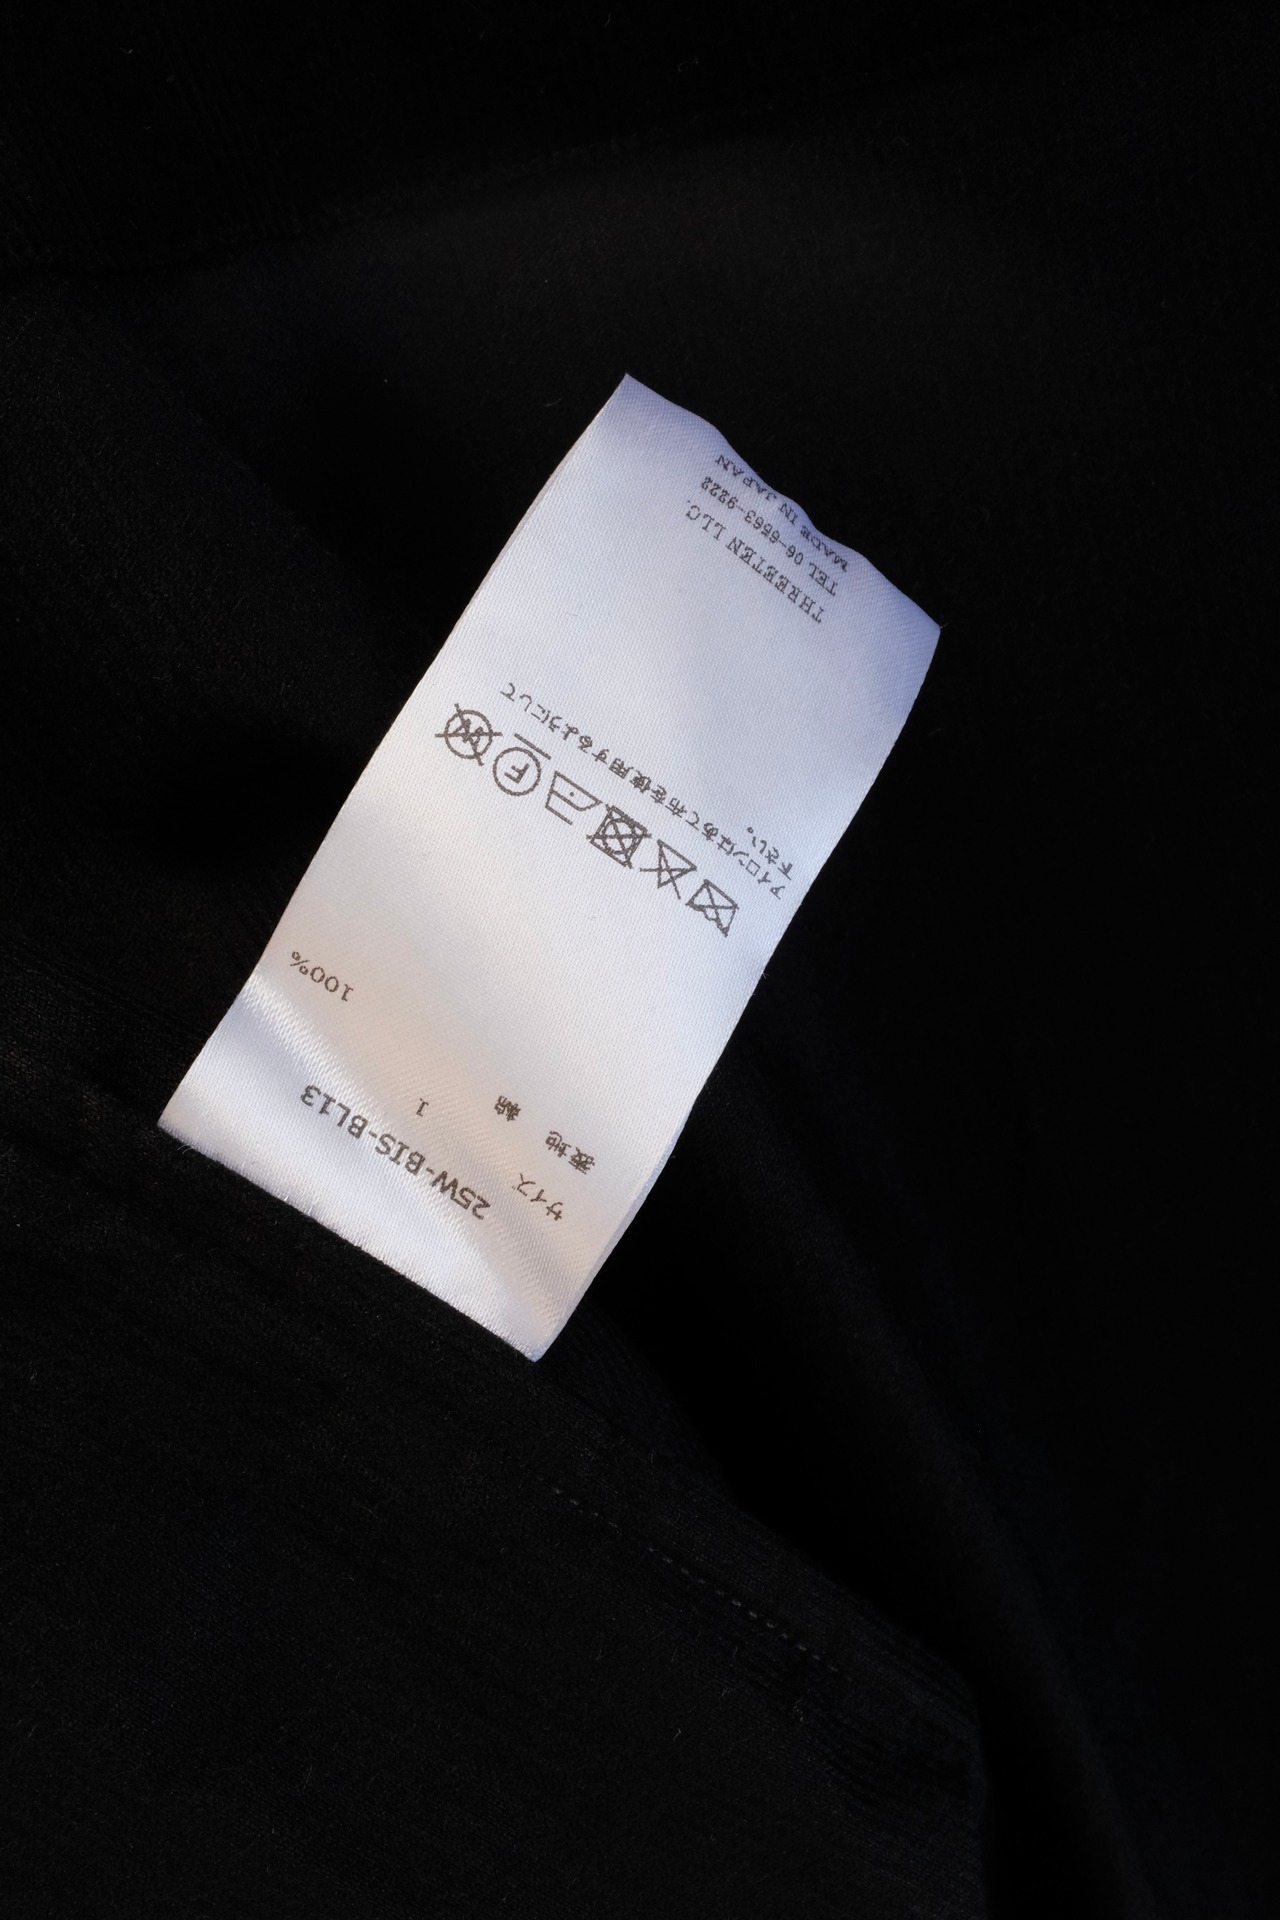 25W-BIS-BL13
サイズ 1
表地 綿 100%
アイロンはあて布を使用するようにして
下さい。
THREETEN LLC.
TEL 06-6563-9222
MADE IN JAPAN